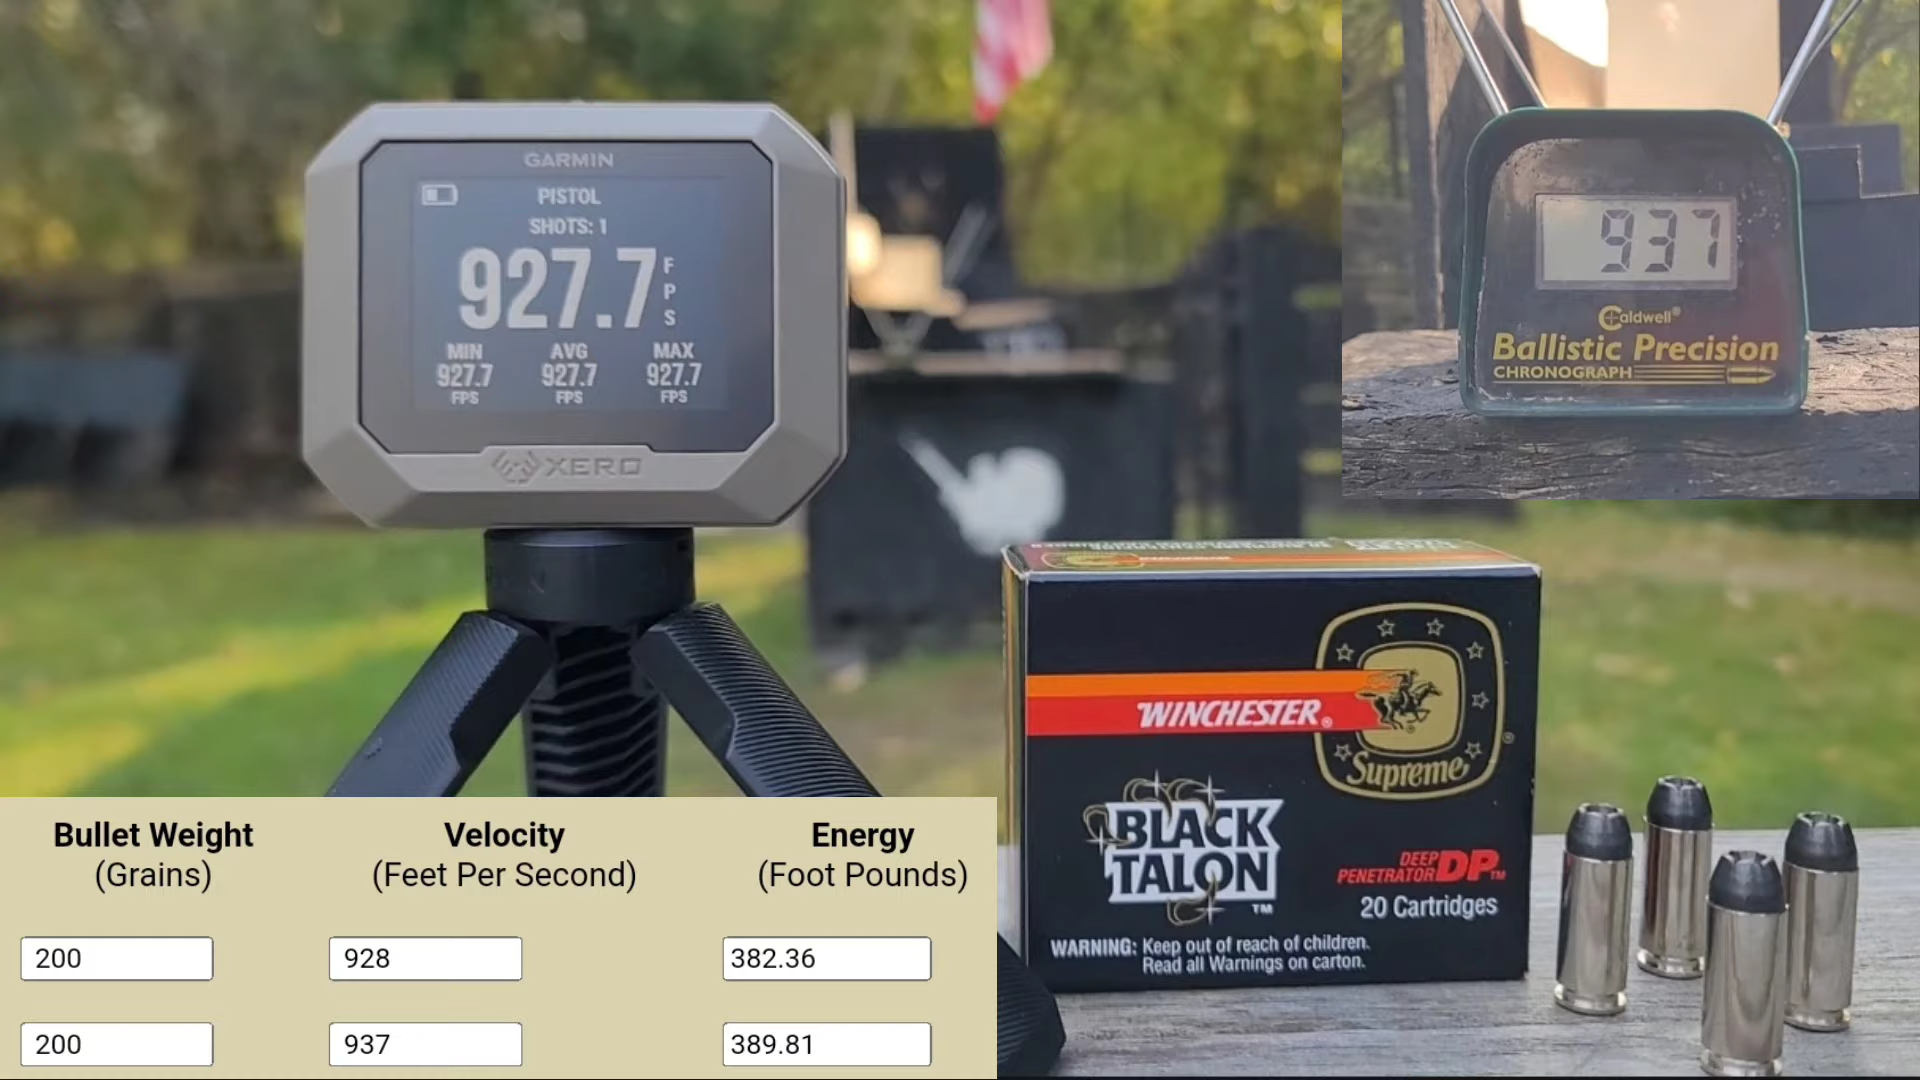 GARMIN
PISTOL
SHOTS: 1
927.7 FPS
MIN AVG MAX
927.7 927.7 927.7
FPS FPS FPS
XERO
937
Caldwell®
Ballistic Precision
CHRONOGRAPH
WINCHESTER®
Supreme
®
BLACK
TALON
TM
DEEP
PENETRATOR DP™
20 Cartridges
WARNING: Keep out of reach of children.
Read all Warnings on carton.
Bullet Weight Velocity Energy
(Grains) (Feet Per Second) (Foot Pounds)
200 928 382.36
200 937 389.81